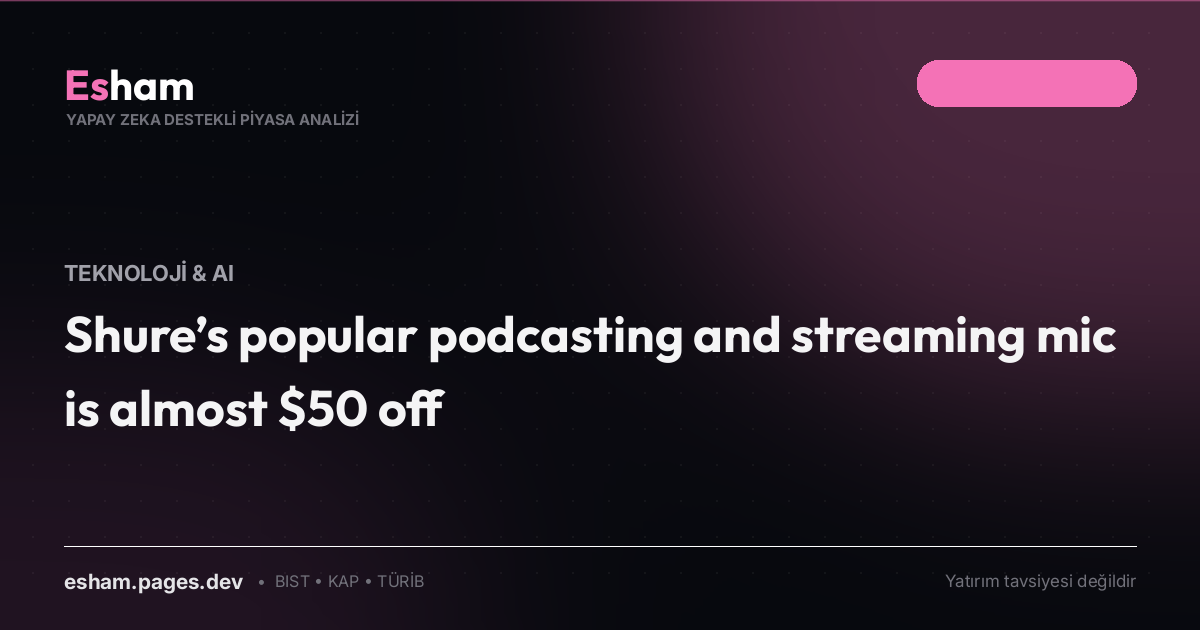 Esham
YAPAY ZEKA DESTEKLİ PİYASA ANALİZİ
TEKNOLOJİ & AI
Shure’s popular podcasting and streaming mic
is almost $50 off
esham.pages.dev • BIST • KAP • TÜRİB
Yatırım tavsiyesi değildir